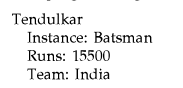 Tendulkar
Instance: Batsman
Runs: 15500
Team: India